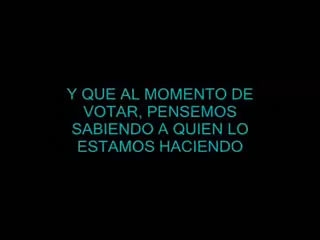 Y QUE AL MOMENTO DE
VOTAR, PENSEMOS
SABIENDO A QUIEN LO
ESTAMOS HACIENDO